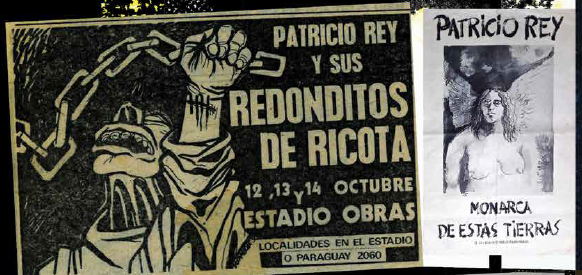 PATRICIO REY
Y SUS
REDONDITOS
DE RICOTA
12, 13 y 14 OCTUBRE
ESTADIO OBRAS
LOCALIDADES EN EL ESTADIO
O PARAGUAY 2060
PATRICIO REY
MONARCA
DE ESTAS TIERRAS